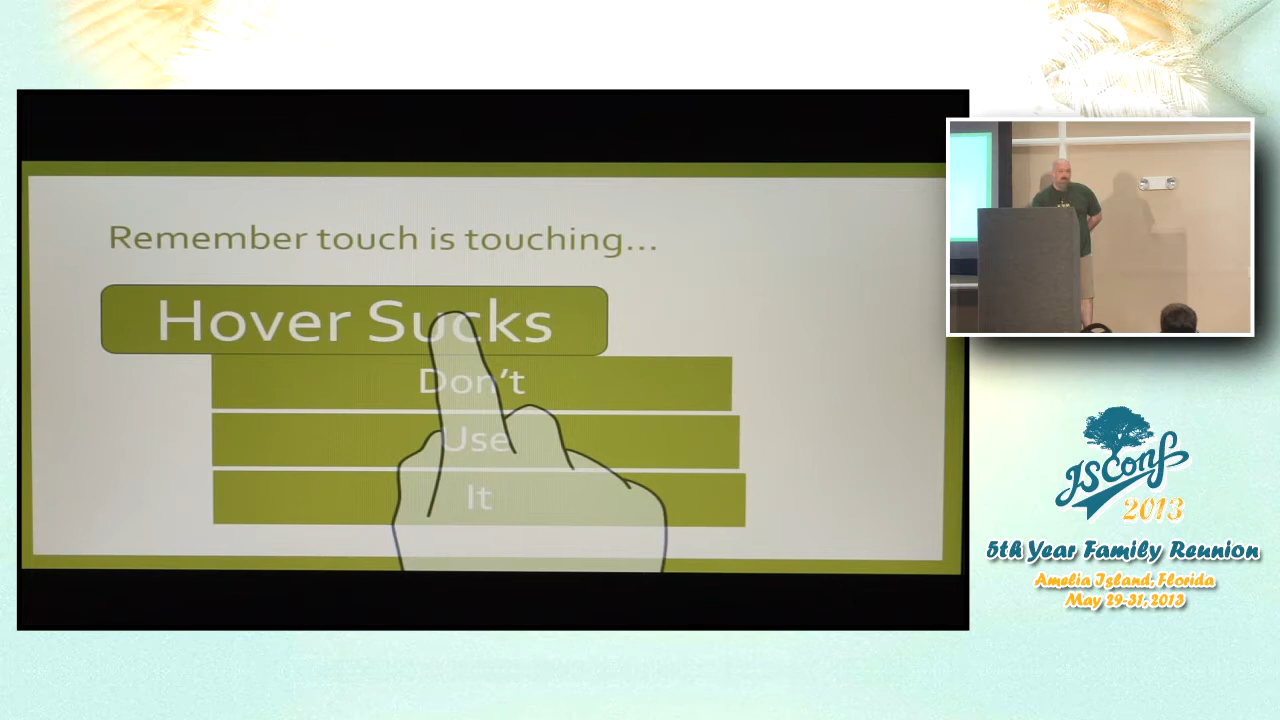 Remember touch is touching...
Hover Sucks
Don't
Use
It
JSConf
2013
5th Year Family Reunion
Amelia Island, Florida
May 29-31, 2013